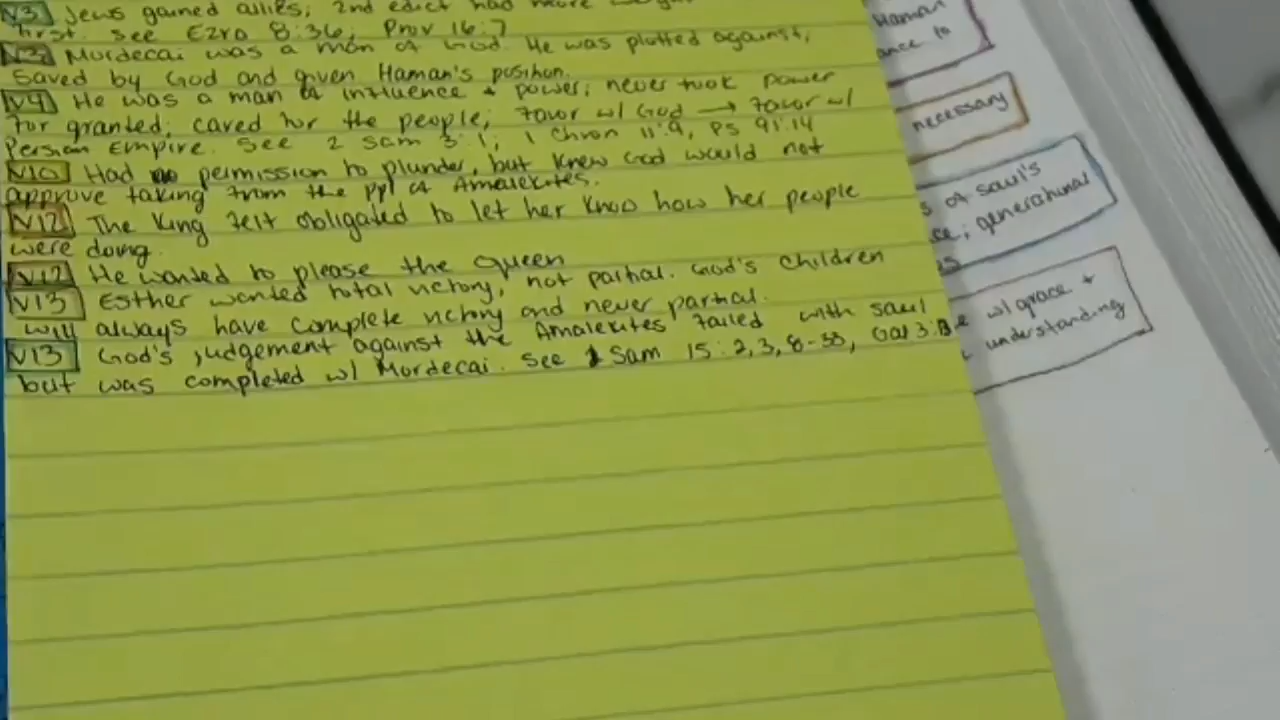 V3 Jews gained allies; 2nd edict had more
first. see Ezra 8:36, Prov 16:7
V3 Mordecai was a man of God. He was plotted against,
saved by God and given Haman's position.
V4 He was a man of influence + power; never took power
for granted; cared for the people; favor w/ God → favor w/
Persian Empire. see 2 Sam 3:1; 1 Chron 11:9, Ps 91:14
V10 Had permission to plunder, but knew God would not
approve taking from the ppl of Amalekites.
V12 The King felt obligated to let her know how her people
were doing.
V12 He wanted to please the queen
V13 Esther wanted total victory, not partial. God's children
will always have complete victory and never partial.
V13 God's judgement against the Amalekites failed with saul
but was completed w/ Mordecai. see 1 Sam 15:2,3, 8-33, Gal 3:
Haman
necessary
of saul's
generational
w/ grace +
understanding